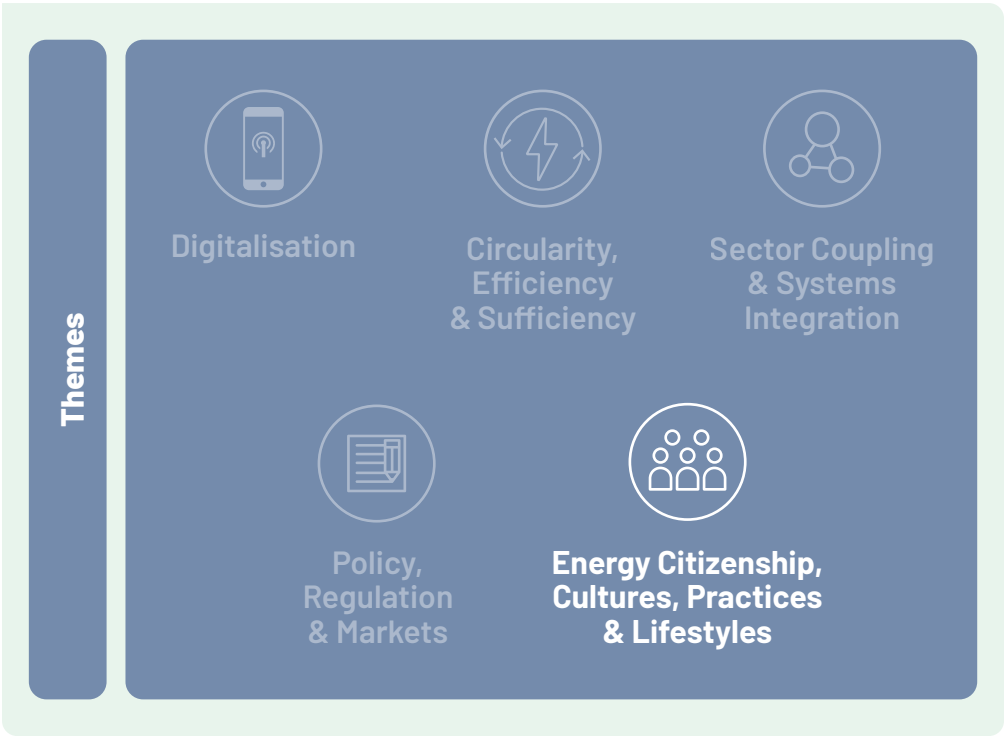 Themes
Digitalisation
Circularity,
Efficiency
& Sufficiency
Sector Coupling
& Systems
Integration
Policy,
Regulation
& Markets
Energy Citizenship,
Cultures, Practices
& Lifestyles